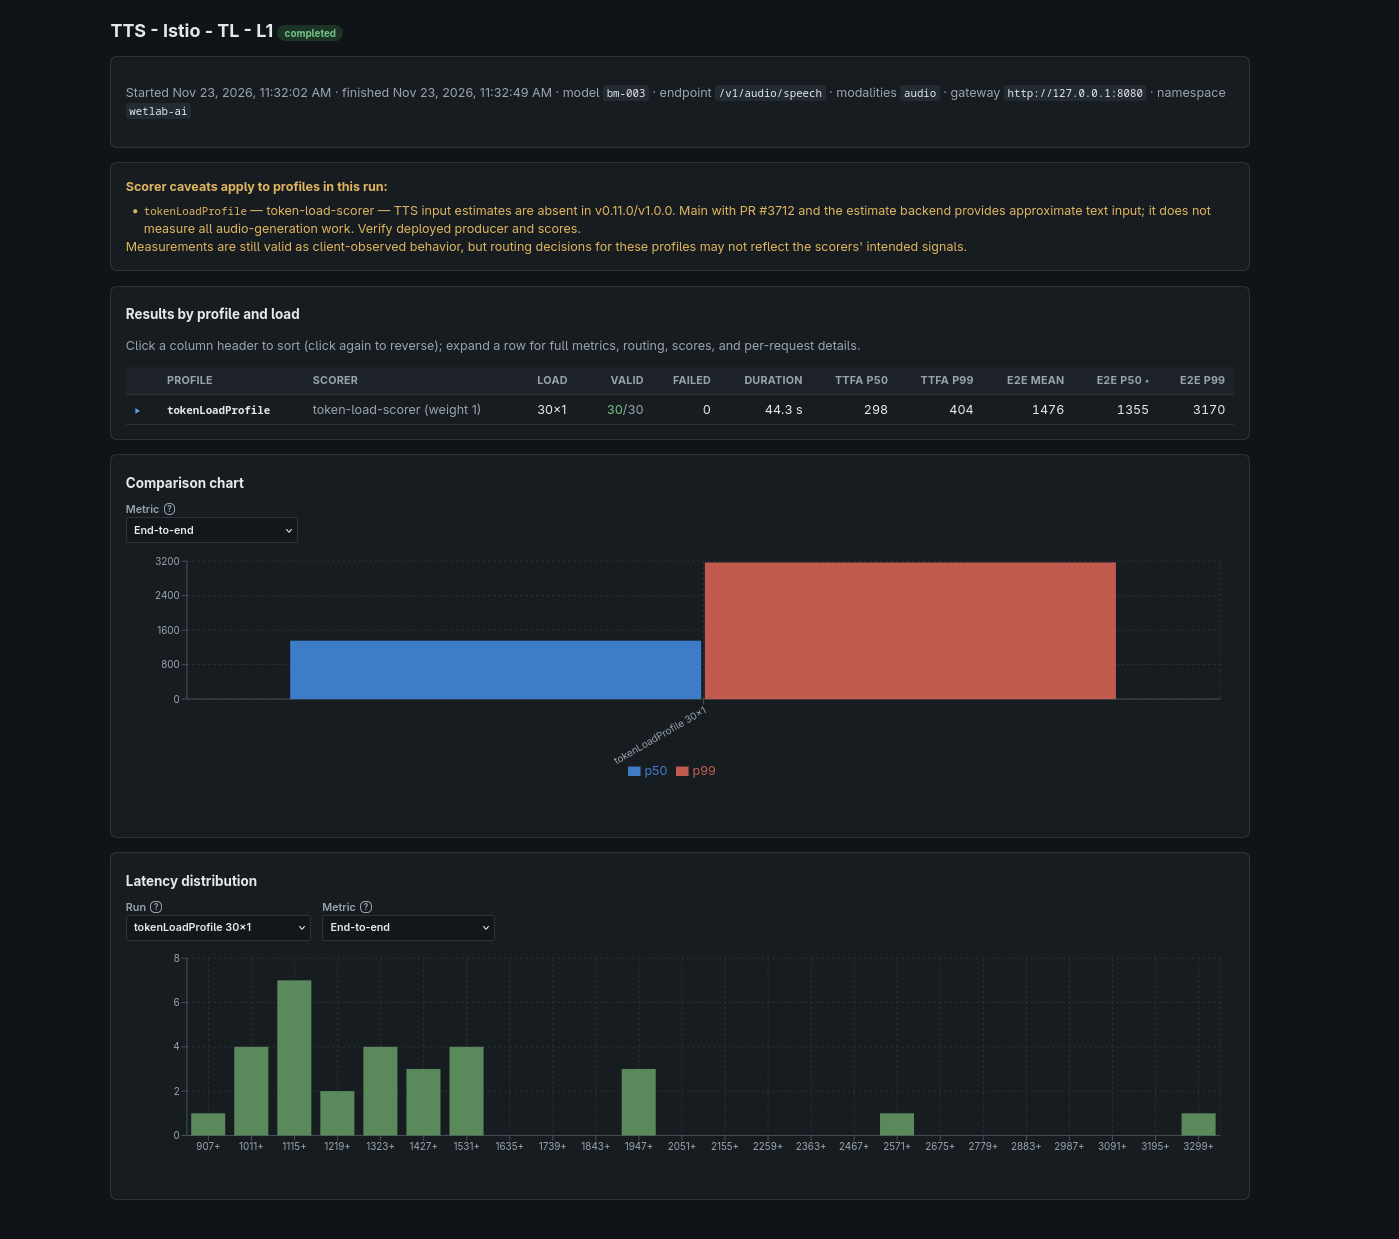 TTS - Istio - TL - L1 completed
Started Nov 23, 2026, 11:32:02 AM · finished Nov 23, 2026, 11:32:49 AM · model bm-003 · endpoint /v1/audio/speech · modalities audio · gateway http://127.0.0.1:8080 · namespace
wetlab-ai
Scorer caveats apply to profiles in this run:
• tokenLoadProfile — token-load-scorer — TTS input estimates are absent in v0.11.0/v1.0.0. Main with PR #3712 and the estimate backend provides approximate text input; it does not
measure all audio-generation work. Verify deployed producer and scores.
Measurements are still valid as client-observed behavior, but routing decisions for these profiles may not reflect the scorers' intended signals.
Results by profile and load
Click a column header to sort (click again to reverse); expand a row for full metrics, routing, scores, and per-request details.
PROFILE SCORER LOAD VALID FAILED DURATION TTFA P50 TTFA P99 E2E MEAN E2E P50 E2E P99
tokenLoadProfile token-load-scorer (weight 1) 30×1 30/30 0 44.3 s 298 404 1476 1355 3170
Comparison chart
Metric ?
End-to-end
3200
2400
1600
800
0
tokenLoadProfile 30×1
p50 p99
Latency distribution
Run ? Metric ?
tokenLoadProfile 30×1 End-to-end
8
6
4
2
0
907+ 1011+ 1115+ 1219+ 1323+ 1427+ 1531+ 1635+ 1739+ 1843+ 1947+ 2051+ 2155+ 2259+ 2363+ 2467+ 2571+ 2675+ 2779+ 2883+ 2987+ 3091+ 3195+ 3299+